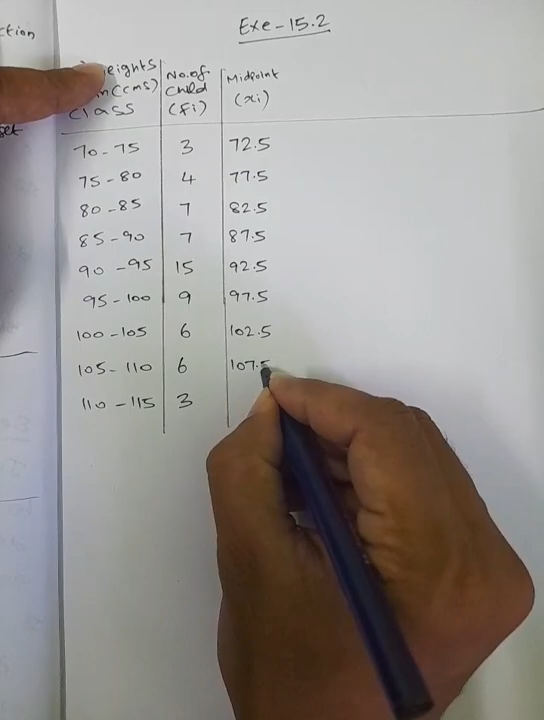 ction
Exe-15.2
No.of Midpoint
in(cms) Child (xi)
class (fi)
70-75 3 72.5
75-80 4 77.5
80-85 7 82.5
85-90 7 87.5
90-95 15 92.5
95-100 9 97.5
100-105 6 102.5
105-110 6 107.5
110-115 3